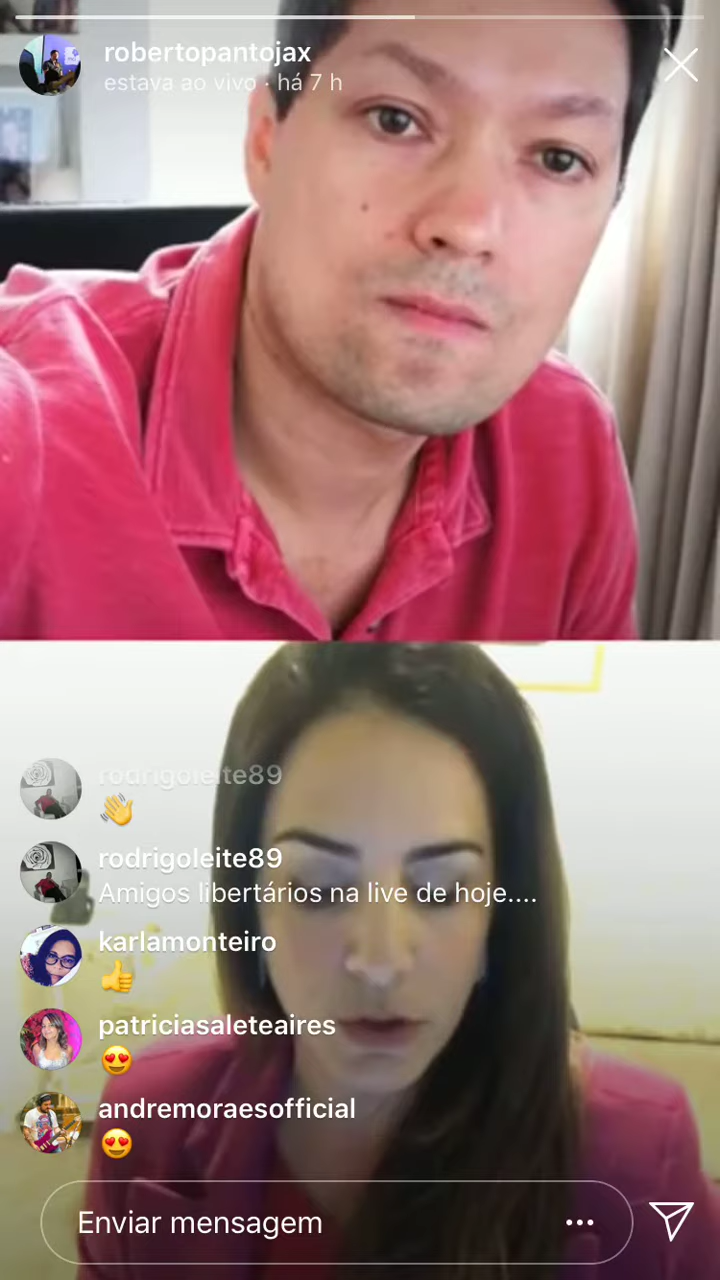 robertopantojax
estava ao vivo · há 7 h
rodrigoleite89
👋
rodrigoleite89
Amigos libertários na live de hoje....
karlamonteiro
👍
patriciasaleteaires
😍
andremoraesofficial
😍
Enviar mensagem